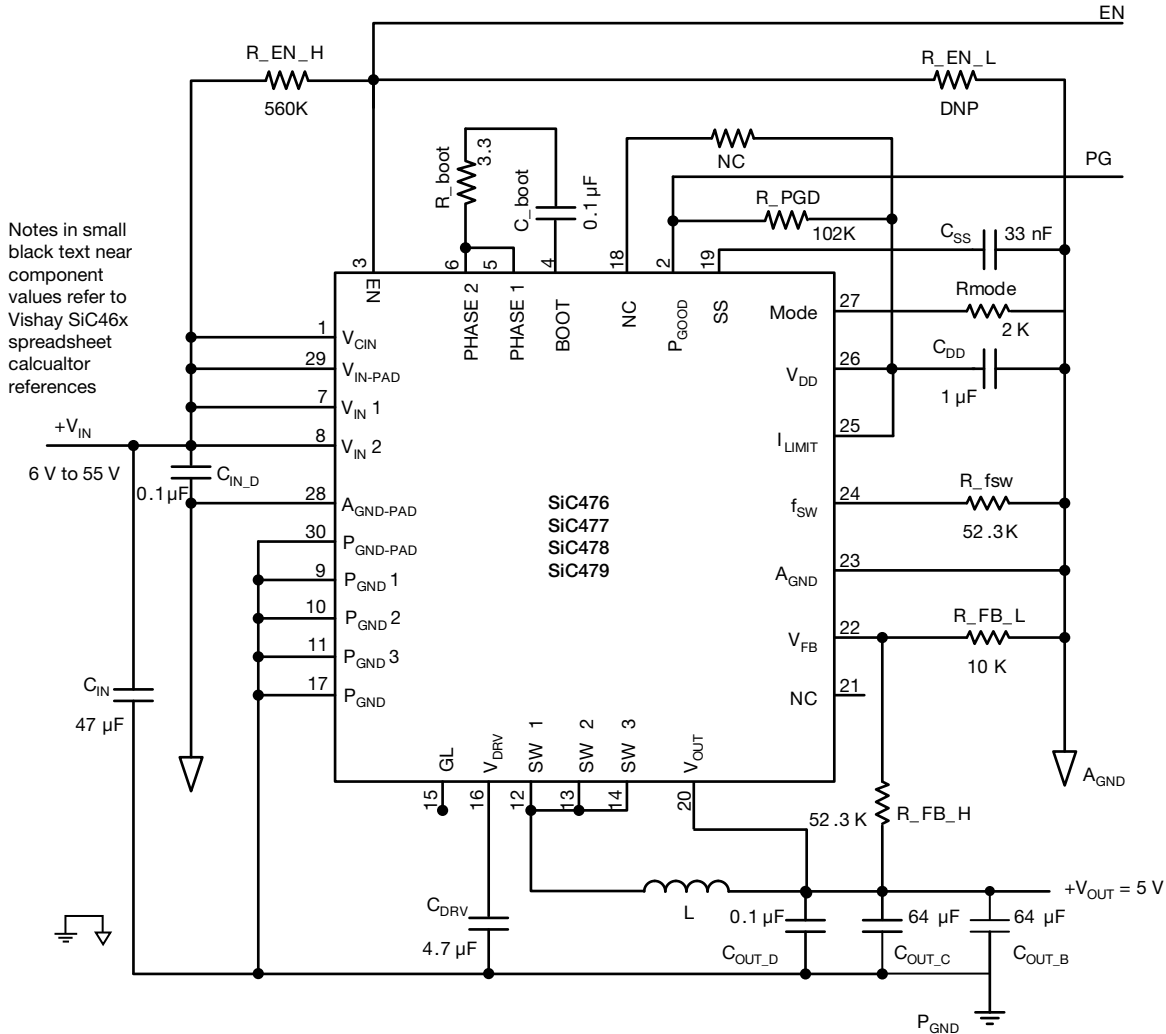 EN
R_EN_H
560K
R_EN_L
DNP
R_boot
3.3
C_boot
0.1 µF
NC
PG
R_PGD
102K
C_SS
33 nF
Notes in small
black text near
component
values refer to
Vishay SiC46x
spreadsheet
calcualtor
references
3
6
5
4
18
2
19
EN
PHASE 2
PHASE 1
BOOT
NC
P_GOOD
SS
Mode
27
Rmode
2 K
1
V_CIN
29
V_IN-PAD
7
V_IN 1
8
V_IN 2
28
A_GND-PAD
30
P_GND-PAD
9
P_GND 1
10
P_GND 2
11
P_GND 3
17
P_GND
V_DD
26
C_DD
1 µF
I_LIMIT
25
+V_IN
6 V to 55 V
C_IN_D
0.1µF
SiC476
SiC477
SiC478
SiC479
f_SW
24
R_fsw
52.3K
A_GND
23
V_FB
22
R_FB_L
10 K
NC
21
C_IN
47 µF
GL
V_DRV
SW 1
SW 2
SW 3
V_OUT
15
16
12
13
14
20
A_GND
52.3 K
R_FB_H
L
+V_OUT = 5 V
C_DRV
4.7 µF
0.1 µF
C_OUT_D
64 µF
C_OUT_C
64 µF
C_OUT_B
P_GND